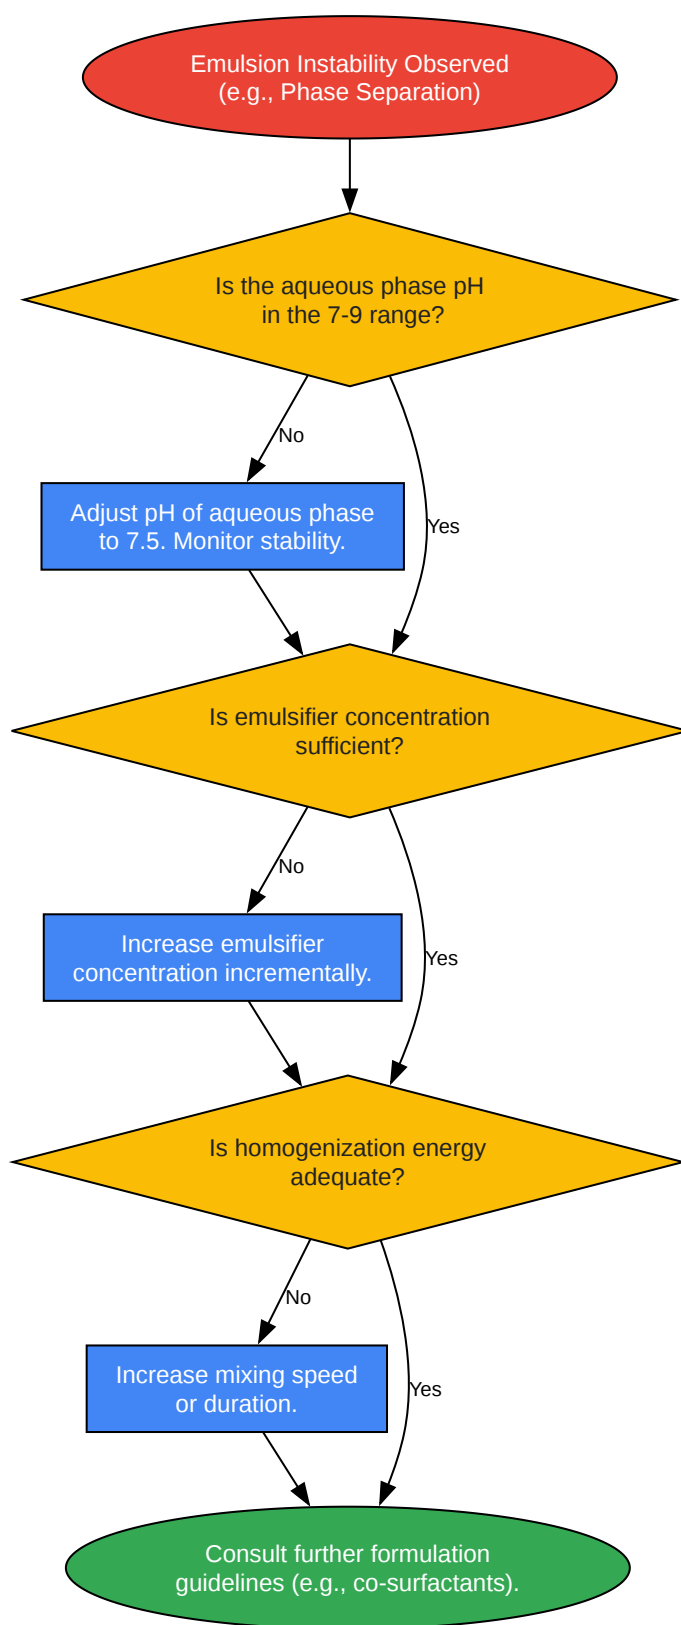 Emulsion Instability Observed
(e.g., Phase Separation)
Is the aqueous phase pH
in the 7-9 range?
No
Adjust pH of aqueous phase
to 7.5. Monitor stability.
Yes
Is emulsifier concentration
sufficient?
No
Increase emulsifier
concentration incrementally.
Yes
Is homogenization energy
adequate?
No
Increase mixing speed
or duration.
Yes
Consult further formulation
guidelines (e.g., co-surfactants).